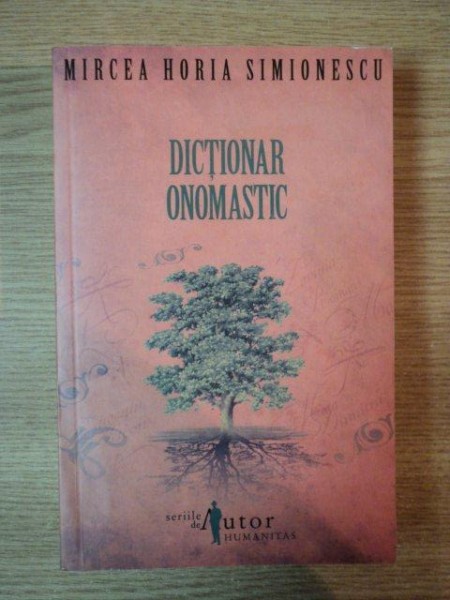 MIRCEA HORIA SIMIONESCU
DICȚIONAR
ONOMASTIC
seriile
de Autor
HUMANITAS